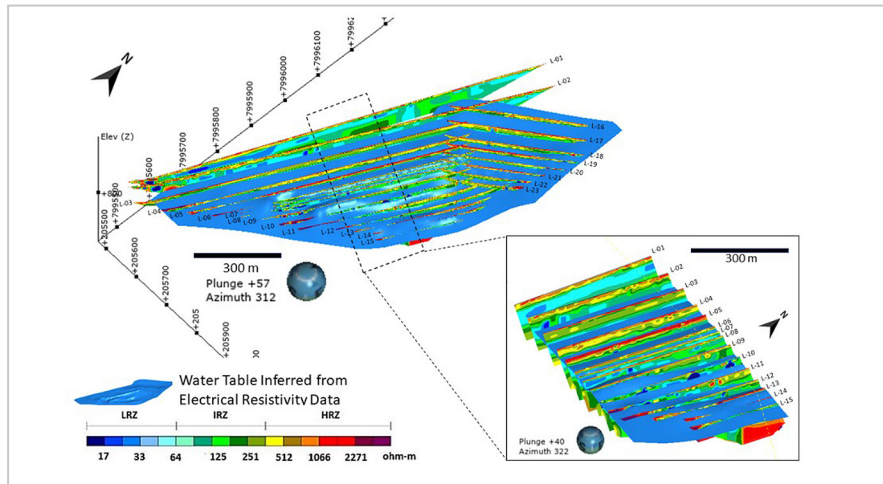 N
+7996100
+7996000
+7995900
+7995800
+7995700
Elev (Z)
+205500
+205600
+205700
+205900
L-01
L-02
L-03
L-04
L-05
L-06
L-07
L-08
L-09
L-10
L-11
L-12
L-13
L-14
L-15
L-16
L-17
L-18
L-19
L-20
L-21
L-22
L-23
300 m
Plunge +57
Azimuth 312
Water Table Inferred from
Electrical Resistivity Data
LRZ IRZ HRZ
17 33 64 125 251 512 1066 2271 ohm-m
300 m
L-01
L-02
L-03
L-04
L-05
L-06
L-07
L-08
L-09
L-10
L-11
L-12
L-13
L-14
L-15
N
Plunge +40
Azimuth 322